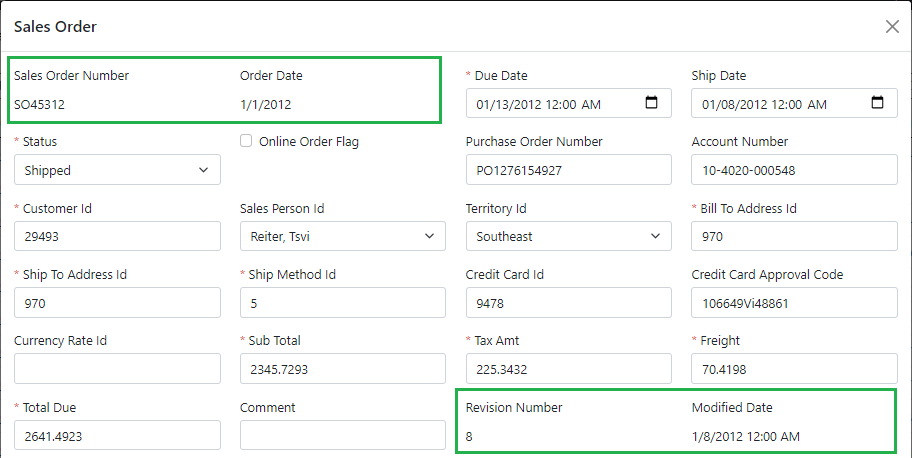 Sales Order
Sales Order Number Order Date * Due Date Ship Date
SO45312 1/1/2012 01/13/2012 12:00 AM 01/08/2012 12:00 AM
* Status Online Order Flag Purchase Order Number Account Number
Shipped PO1276154927 10-4020-000548
* Customer Id Sales Person Id Territory Id * Bill To Address Id
29493 Reiter, Tsvi Southeast 970
* Ship To Address Id * Ship Method Id Credit Card Id Credit Card Approval Code
970 5 9478 106649Vi48861
Currency Rate Id * Sub Total * Tax Amt * Freight
2345.7293 225.3432 70.4198
* Total Due Comment Revision Number Modified Date
2641.4923 8 1/8/2012 12:00 AM